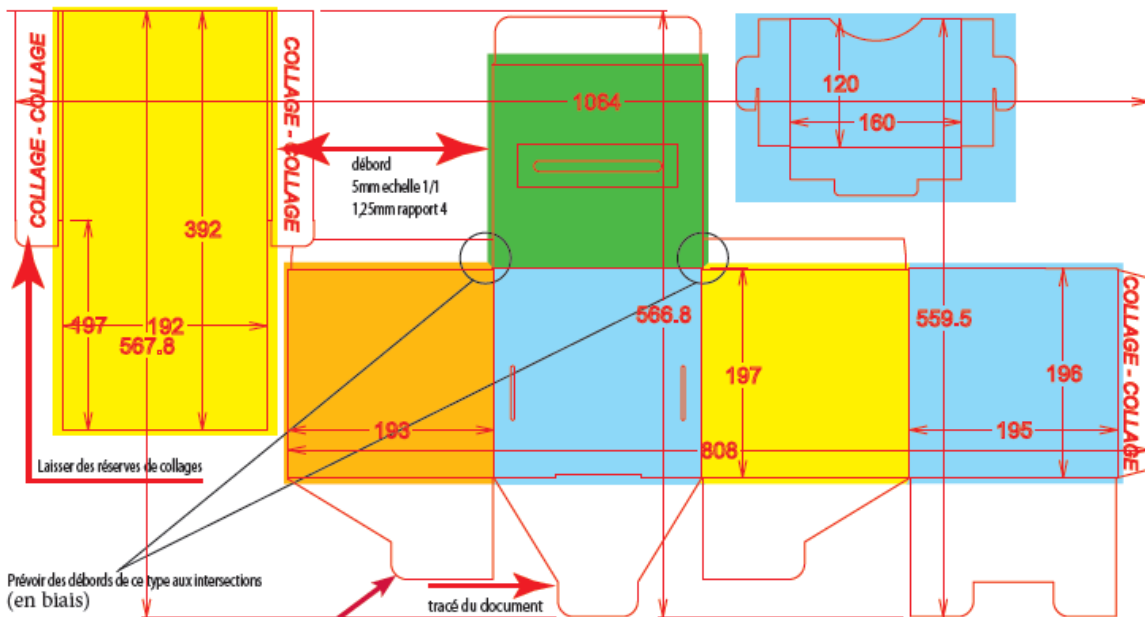 COLLAGE - COLLAGE
COLLAGE - COLLAGE
1064
120
160
débord
5mm echelle 1/1
1,25mm rapport 4
392
197
192
567.8
566.8
559.5
197
196
193
195
808
COLLAGE - COLLAGE
Laisser des réserves de collages
Prévoir des débords de ce type aux intersections
(en biais)
tracé du document